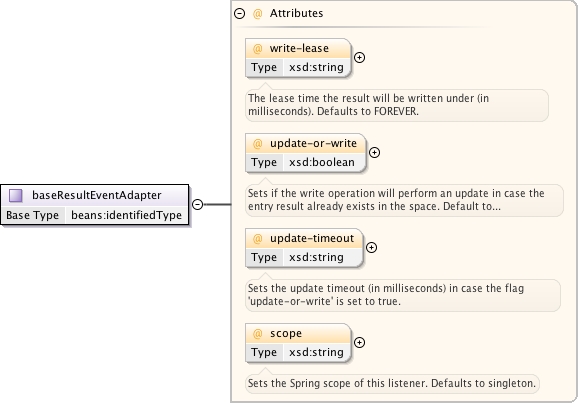 @ Attributes
@ write-lease
Type xsd:string
The lease time the result will be written under (in
milliseconds). Defaults to FOREVER.
@ update-or-write
Type xsd:boolean
Sets if the write operation will perform an update in case the
entry result already exists in the space. Default to...
baseResultEventAdapter
Base Type beans:identifiedType
@ update-timeout
Type xsd:string
Sets the update timeout (in milliseconds) in case the flag
'update-or-write' is set to true.
@ scope
Type xsd:string
Sets the Spring scope of this listener. Defaults to singleton.